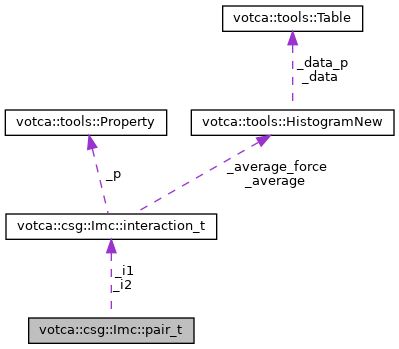 votca::tools::Table
_data_p
_data
votca::tools::Property
votca::tools::HistogramNew
_p
_average_force
_average
votca::csg::Imc::interaction_t
_i1
_i2
votca::csg::Imc::pair_t